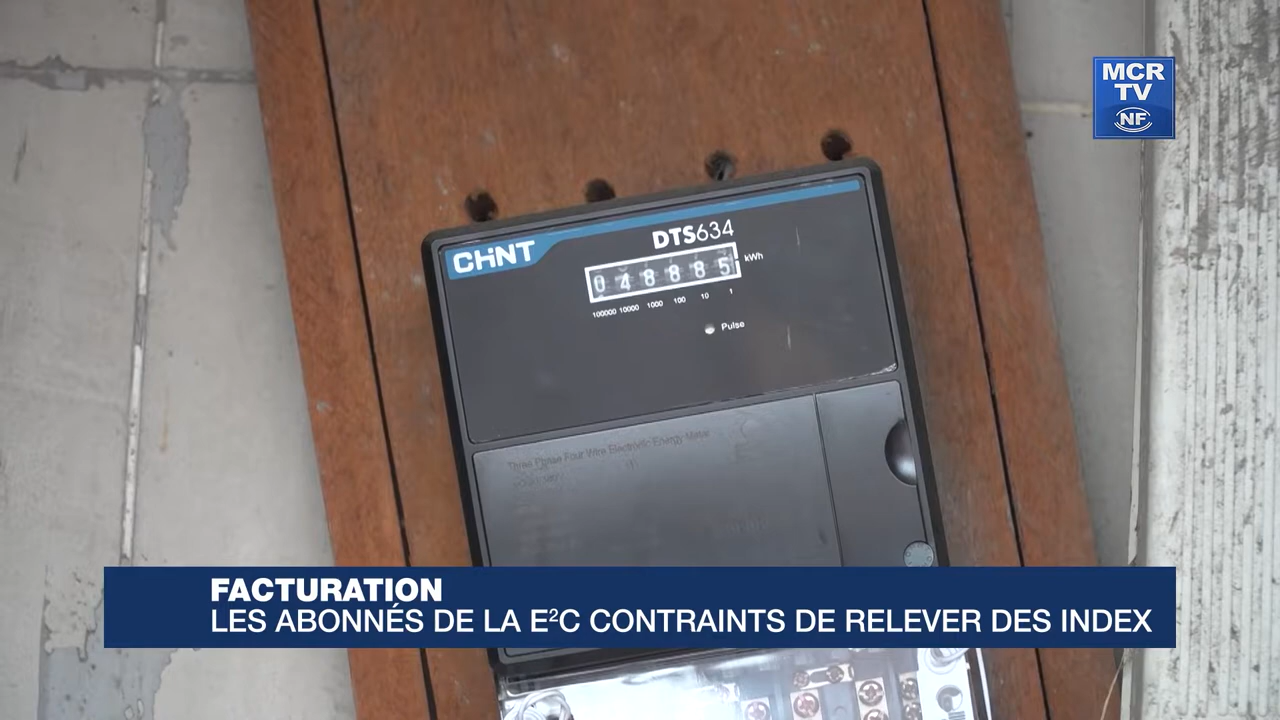 MCR
TV
NF
CHiNT
DTS634
048885 kWh
100000 10000 1000 100 10 1
Pulse
Three Phase Four Wire Electronic Energy Meter
FACTURATION
LES ABONNÉS DE LA E²C CONTRAINTS DE RELEVER DES INDEX